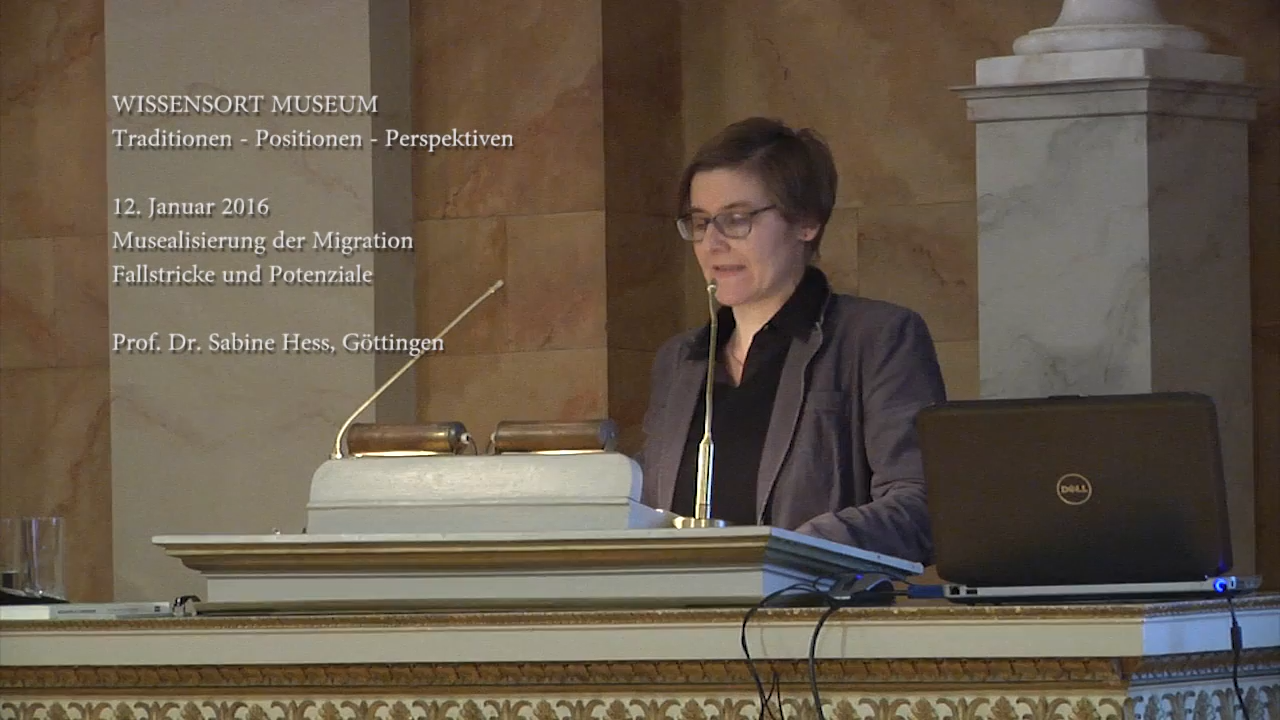 WISSENSORT MUSEUM
Traditionen - Positionen - Perspektiven
12. Januar 2016
Musealisierung der Migration
Fallstricke und Potenziale
Prof. Dr. Sabine Hess, Göttingen
DELL